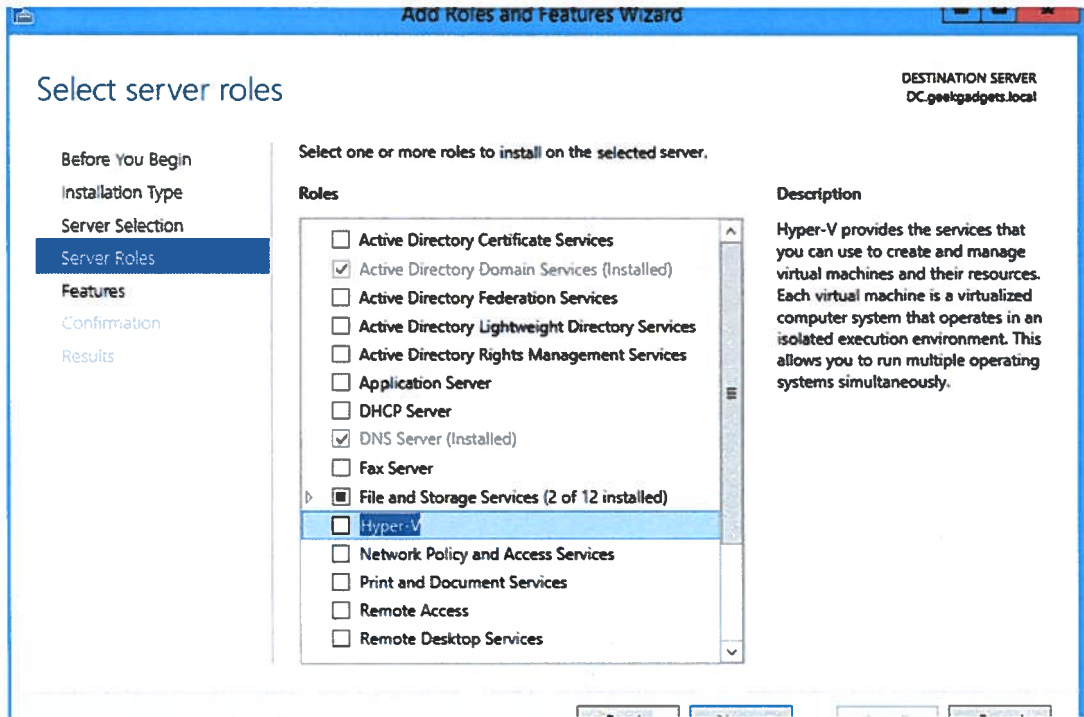 Add Roles and Features Wizard
Select server roles
DESTINATION SERVER
DC.geekgadgets.local
Before You Begin
Installation Type
Server Selection
Server Roles
Features
Confirmation
Results
Select one or more roles to install on the selected server.
Roles
Active Directory Certificate Services
Active Directory Domain Services (Installed)
Active Directory Federation Services
Active Directory Lightweight Directory Services
Active Directory Rights Management Services
Application Server
DHCP Server
DNS Server (Installed)
Fax Server
File and Storage Services (2 of 12 installed)
Hyper-V
Network Policy and Access Services
Print and Document Services
Remote Access
Remote Desktop Services
Description
Hyper-V provides the services that
you can use to create and manage
virtual machines and their resources.
Each virtual machine is a virtualized
computer system that operates in an
isolated execution environment. This
allows you to run multiple operating
systems simultaneously.